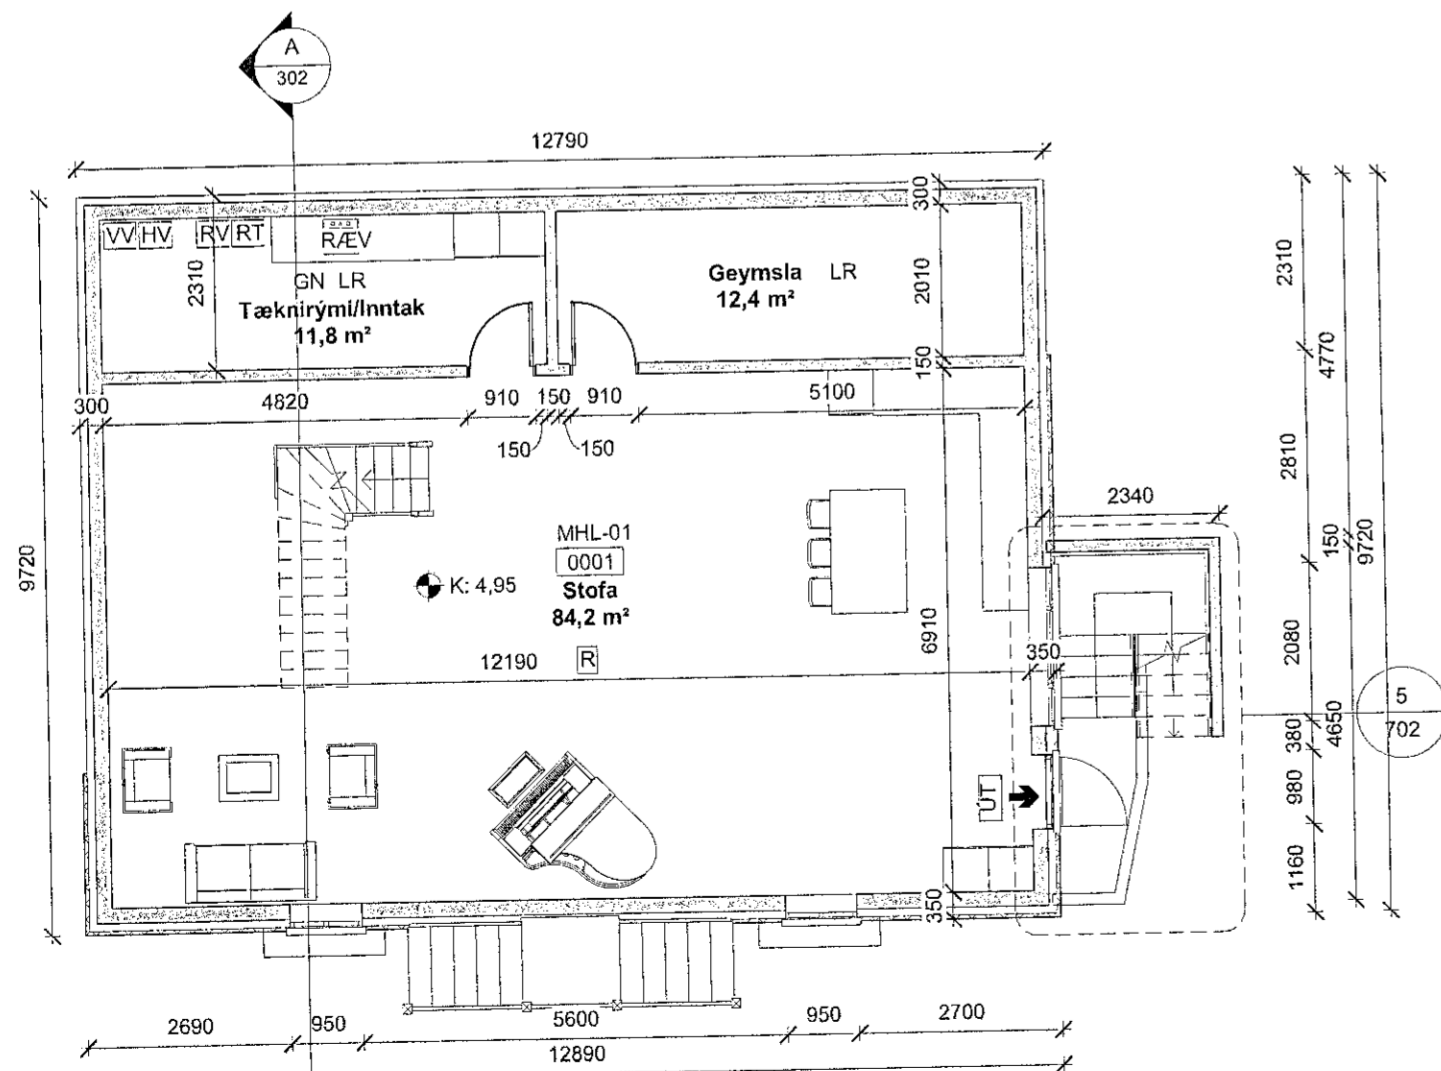 A
302
12790
300
VV HV RV RT
RÆV
2310
GN LR
Tæknirými/Inntak
11,8 m²
Geymsla LR
12,4 m²
2010
150
2310
4770
300
4820
910 150 910
5100
150 150
2810
2340
MHL-01
0001
Stofa
84,2 m²
K: 4,95
9720
150
9720
6910
12190
R
350
2080
5
702
380
4650
ÚT
980
1160
350
2690
950
5600
950
2700
12890